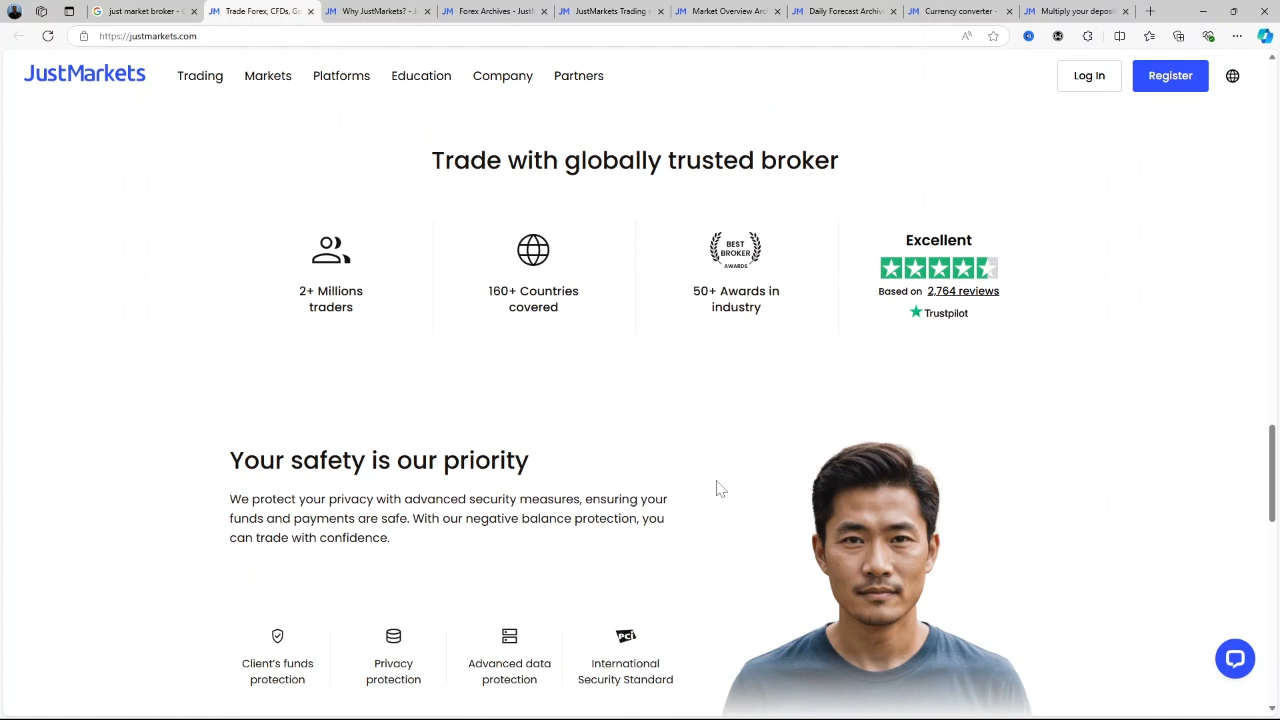 just market broker - G
Trade Forex, CFDs, Go
Why JustMarkets? - J
Forex Archives - Just
JustMarkets Trading
Market Overview Arc
Daily Forecast Archiv
Currency converter -
Multiply your deposi
https://justmarkets.com
JustMarkets
Trading
Markets
Platforms
Education
Company
Partners
Log In
Register
Trade with globally trusted broker
2+ Millions
traders
160+ Countries
covered
BEST
BROKER
AWARDS
50+ Awards in
industry
Excellent
Based on 2,764 reviews
Trustpilot
Your safety is our priority
We protect your privacy with advanced security measures, ensuring your
funds and payments are safe. With our negative balance protection, you
can trade with confidence.
Client's funds
protection
Privacy
protection
Advanced data
protection
PCI
International
Security Standard